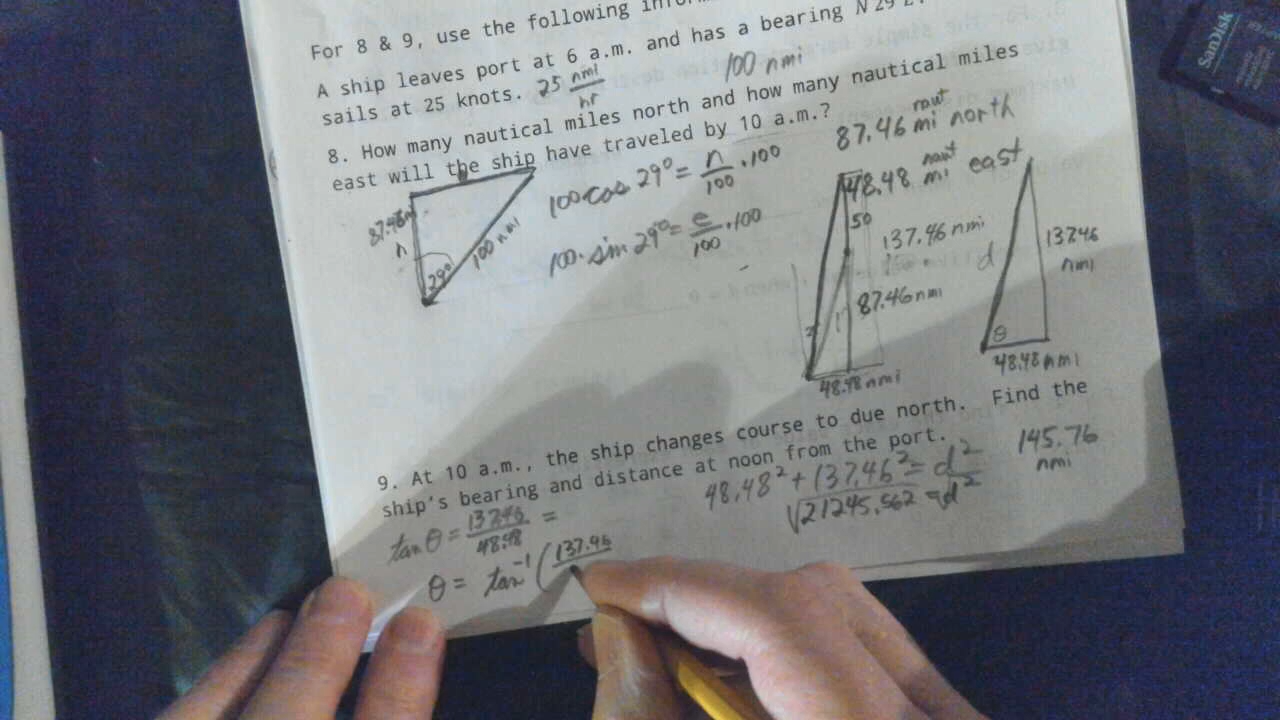 For 8 & 9, use the following
A ship leaves port at 6 a.m. and has a bearing N 29
sails at 25 knots. 25 nmi/hr
100 nmi
8. How many nautical miles north and how many nautical miles
east will the ship have traveled by 10 a.m.?
87.46 naut mi north
48.48 naut mi east
100 cos 29° = n/100 · 100
100 · sin 29° = e/100 · 100
87.46
n
29°
100 nmi
50
137.46 nmi
87.46 nmi
48.48 nmi
d
137.46 nmi
θ
48.48 nmi
9. At 10 a.m., the ship changes course to due north. Find the
ship's bearing and distance at noon from the port.
145.76 nmi
48.48² + 137.46² = d²
√21245.562 = √d²
tan θ = 137.46/48.48 =
θ = tan⁻¹ (137.46
SanDisk